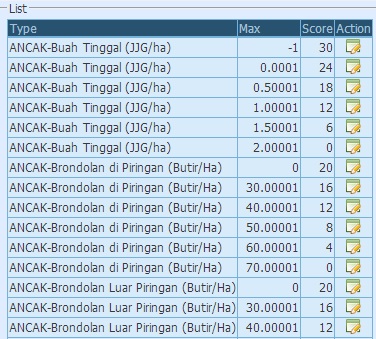 List
Type Max Score Action
ANCAK-Buah Tinggal (JJG/ha) -1 30
ANCAK-Buah Tinggal (JJG/ha) 0.0001 24
ANCAK-Buah Tinggal (JJG/ha) 0.50001 18
ANCAK-Buah Tinggal (JJG/ha) 1.00001 12
ANCAK-Buah Tinggal (JJG/ha) 1.50001 6
ANCAK-Buah Tinggal (JJG/ha) 2.00001 0
ANCAK-Brondolan di Piringan (Butir/Ha) 0 20
ANCAK-Brondolan di Piringan (Butir/Ha) 30.00001 16
ANCAK-Brondolan di Piringan (Butir/Ha) 40.00001 12
ANCAK-Brondolan di Piringan (Butir/Ha) 50.00001 8
ANCAK-Brondolan di Piringan (Butir/Ha) 60.00001 4
ANCAK-Brondolan di Piringan (Butir/Ha) 70.00001 0
ANCAK-Brondolan Luar Piringan (Butir/Ha) 0 20
ANCAK-Brondolan Luar Piringan (Butir/Ha) 30.00001 16
ANCAK-Brondolan Luar Piringan (Butir/Ha) 40.00001 12